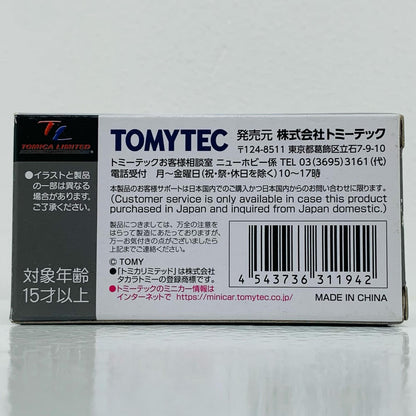 TL
TOMICA LIMITED
●イラストと製品
の一部は異なる
場合があります。
ご了承ください。
対象年齢
15才以上
TOMYTEC 発売元 株式会社トミーテック
〒124-8511 東京都葛飾区立石7-9-10
トミーテックお客様相談室 ニューホビー係 TEL 03(3695)3161(代)
電話受付 月〜金曜日(祝・祭・休日を除く)10〜17時
本製品のお客様サポートは日本国内でのご購入かつ日本国内からのお問い合わせに限ります。
(Customer service is only available in case this product
purchased in Japan and inquired from Japan domestic.)
製品につきましては、万全の注意を
はらって製造にあたっておりますが、
万一お気付きの点がございましたら
上記までご連絡ください。
© TOMY
●「トミカリミテッド」は株式会社
タカラトミーの登録商標です。
●トミーテックのミニカー情報は
インターネットで https://minicar.tomytec.co.jp/
4 543736 311942
MADE IN CHINA